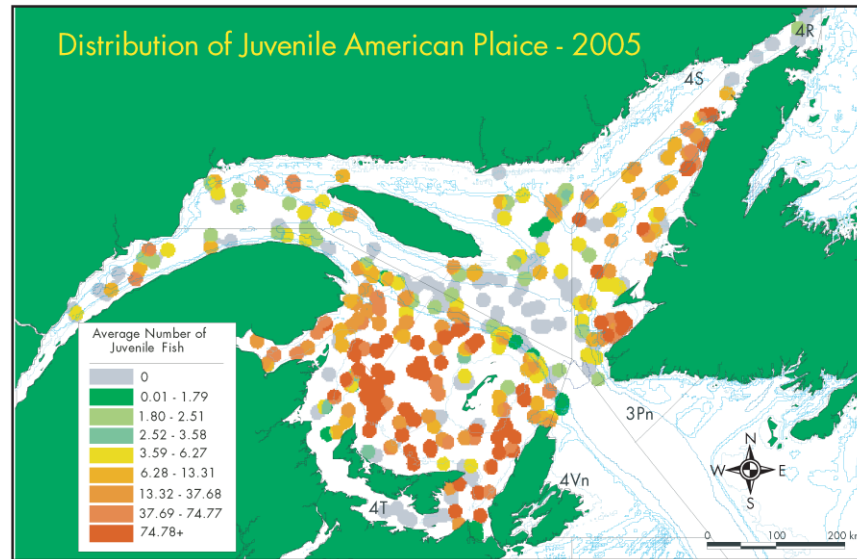 Distribution of Juvenile American Plaice - 2005
4R
4S
Average Number of
Juvenile Fish
0
0.01 - 1.79
1.80 - 2.51
2.52 - 3.58
3.59 - 6.27
6.28 - 13.31
13.32 - 37.68
37.69 - 74.77
74.78+
3Pn
4Vn
4T
N
W E
S
0 100 200 km